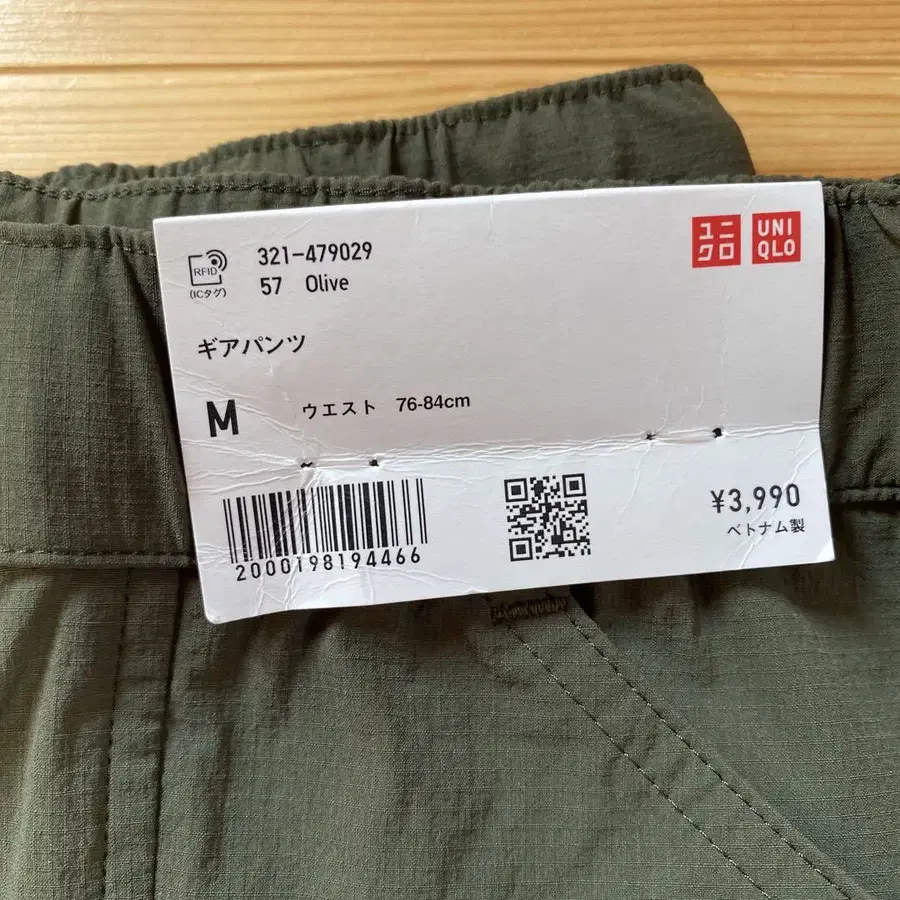 321-479029
ユニクロ
UNIQLO
RFID
(ICタグ)
57 Olive
ギアパンツ
M ウエスト 76-84cm
2000198194466
¥3,990
ベトナム製